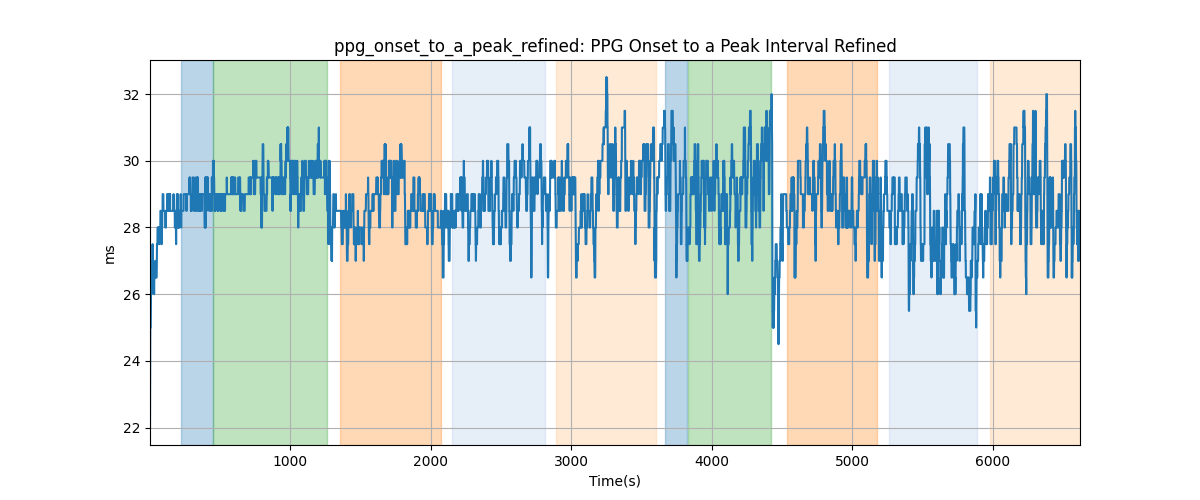 ppg_onset_to_a_peak_refined: PPG Onset to a Peak Interval Refined
32
30
28
26
24
22
ms
1000 2000 3000 4000 5000 6000
Time(s)